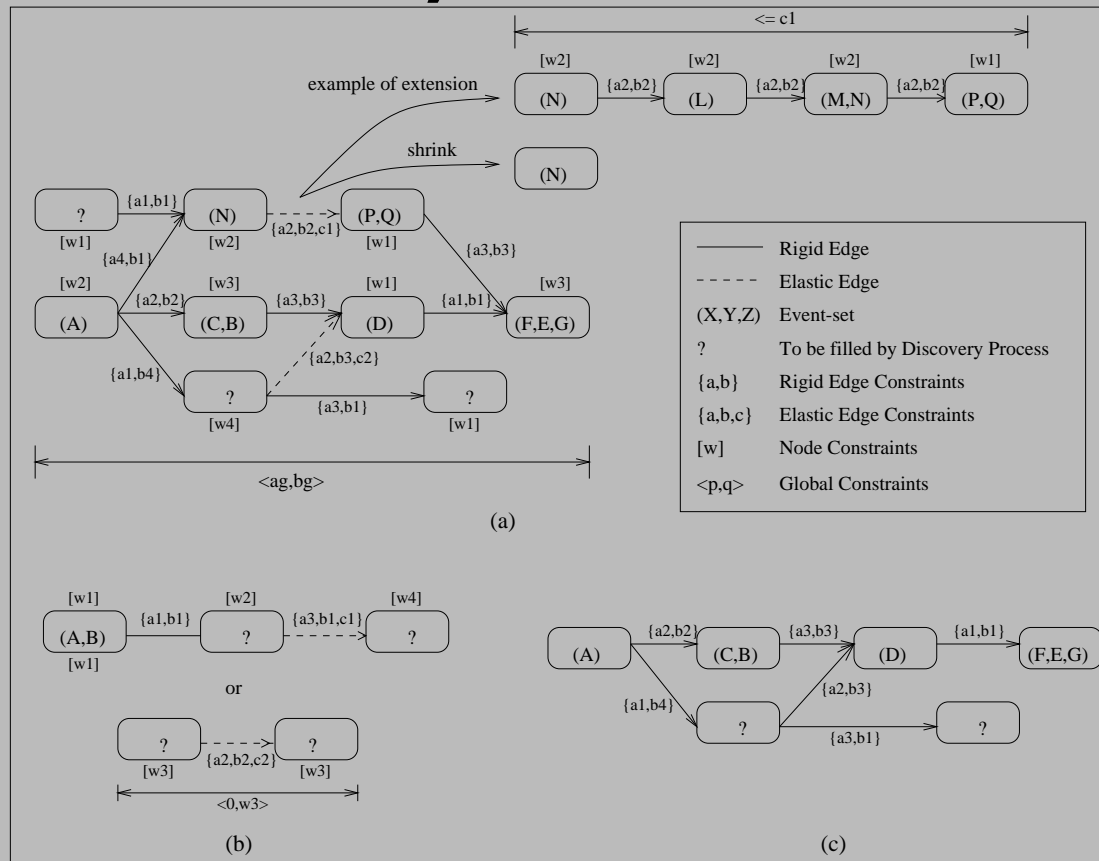 <= c1
[w2] [w2] [w2] [w1]
example of extension
(N) {a2,b2} (L) {a2,b2} (M,N) {a2,b2} (P,Q)
shrink
(N)
? {a1,b1} (N) {a2,b2,c1} (P,Q)
[w1] [w2] [w1]
{a4,b1} {a3,b3}
[w2] [w3] [w1] [w3]
(A) {a2,b2} (C,B) {a3,b3} (D) {a1,b1} (F,E,G)
{a1,b4} {a2,b3,c2}
? {a3,b1} ?
[w4] [w1]
<ag,bg>
(a)
Rigid Edge
Elastic Edge
(X,Y,Z) Event-set
? To be filled by Discovery Process
{a,b} Rigid Edge Constraints
{a,b,c} Elastic Edge Constraints
[w] Node Constraints
<p,q> Global Constraints
[w1] [w2] [w4]
(A,B) {a1,b1} ? {a3,b1,c1} ?
[w1]
or
? {a2,b2,c2} ?
[w3] [w3]
<0,w3>
(b)
(A) {a2,b2} (C,B) {a3,b3} (D) {a1,b1} (F,E,G)
{a1,b4} {a2,b3}
? {a3,b1} ?
(c)